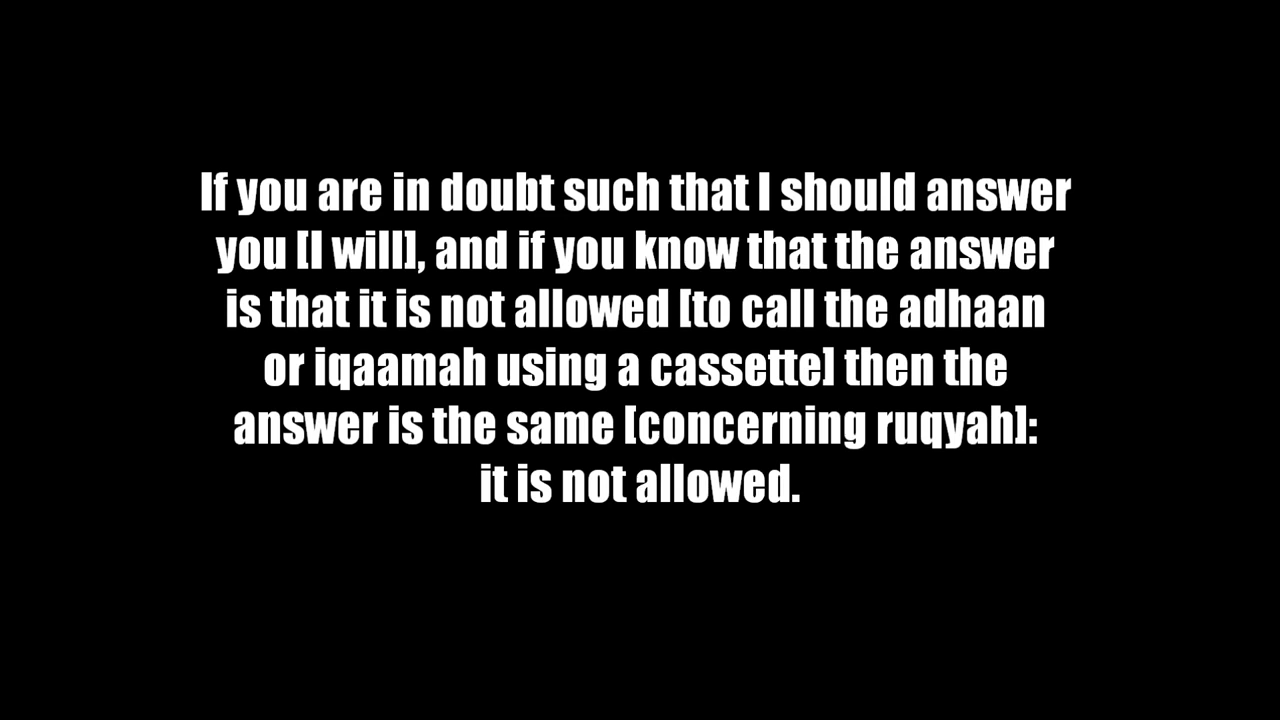 If you are in doubt such that I should answer
you [I will], and if you know that the answer
is that it is not allowed [to call the adhaan
or iqaamah using a cassette] then the
answer is the same [concerning ruqyah]:
it is not allowed.